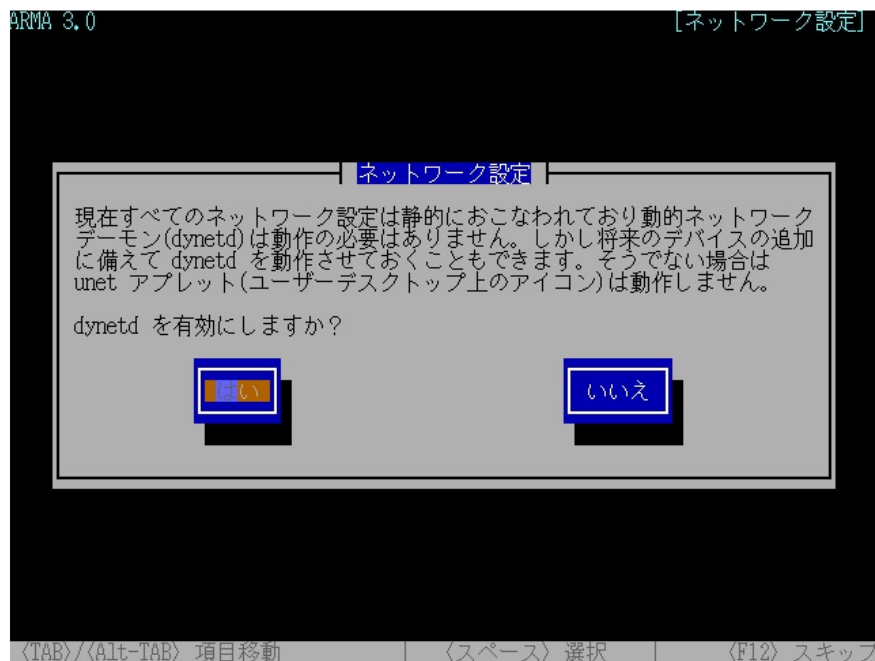 ARMA 3.0 [ネットワーク設定]
ネットワーク設定
現在すべてのネットワーク設定は静的におこなわれており動的ネットワーク
デーモン(dynetd)は動作の必要はありません。しかし将来のデバイスの追加
に備えて dynetd を動作させておくこともできます。そうでない場合は
unet アプレット(ユーザーデスクトップ上のアイコン)は動作しません。
dynetd を有効にしますか？
はい いいえ
〈TAB〉/〈Alt-TAB〉 項目移動 | 〈スペース〉 選択 | 〈F12〉 スキップ